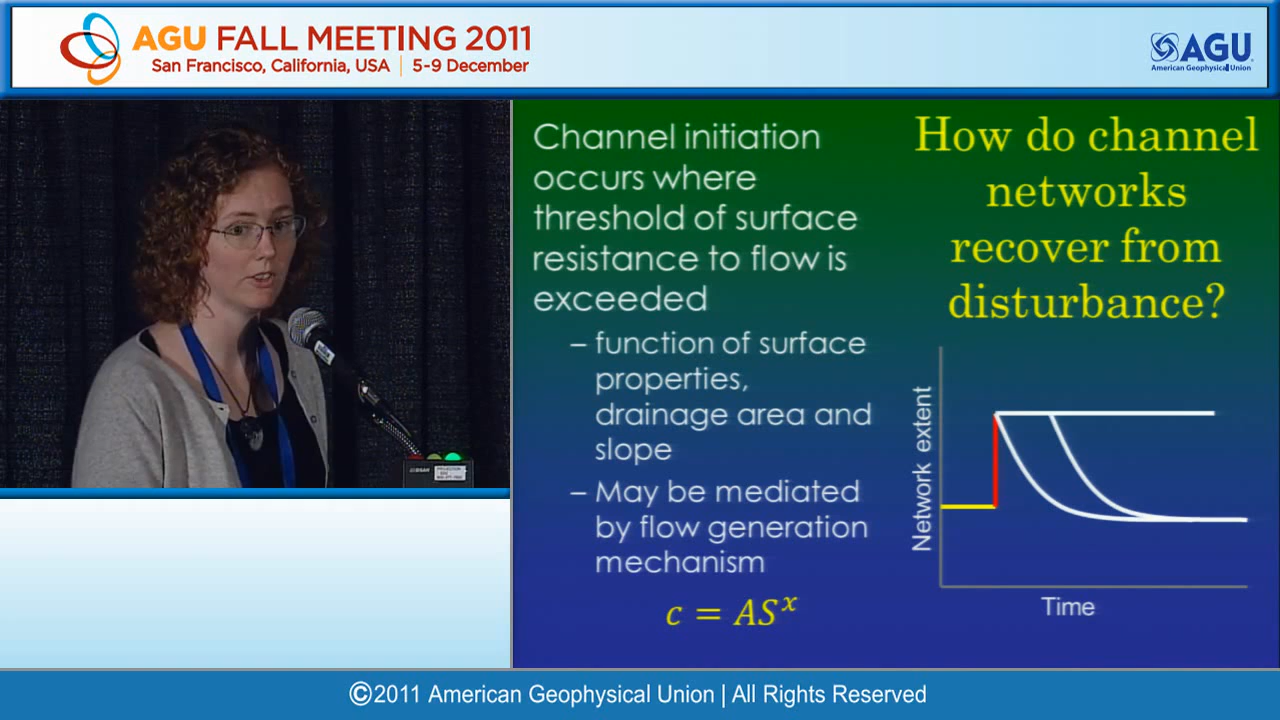 AGU FALL MEETING 2011
San Francisco, California, USA | 5-9 December
AGU
American Geophysical Union
Channel initiation
occurs where
threshold of surface
resistance to flow is
exceeded
– function of surface
properties,
drainage area and
slope
– May be mediated
by flow generation
mechanism
c = AS^x
How do channel
networks
recover from
disturbance?
Network extent
Time
©2011 American Geophysical Union | All Rights Reserved